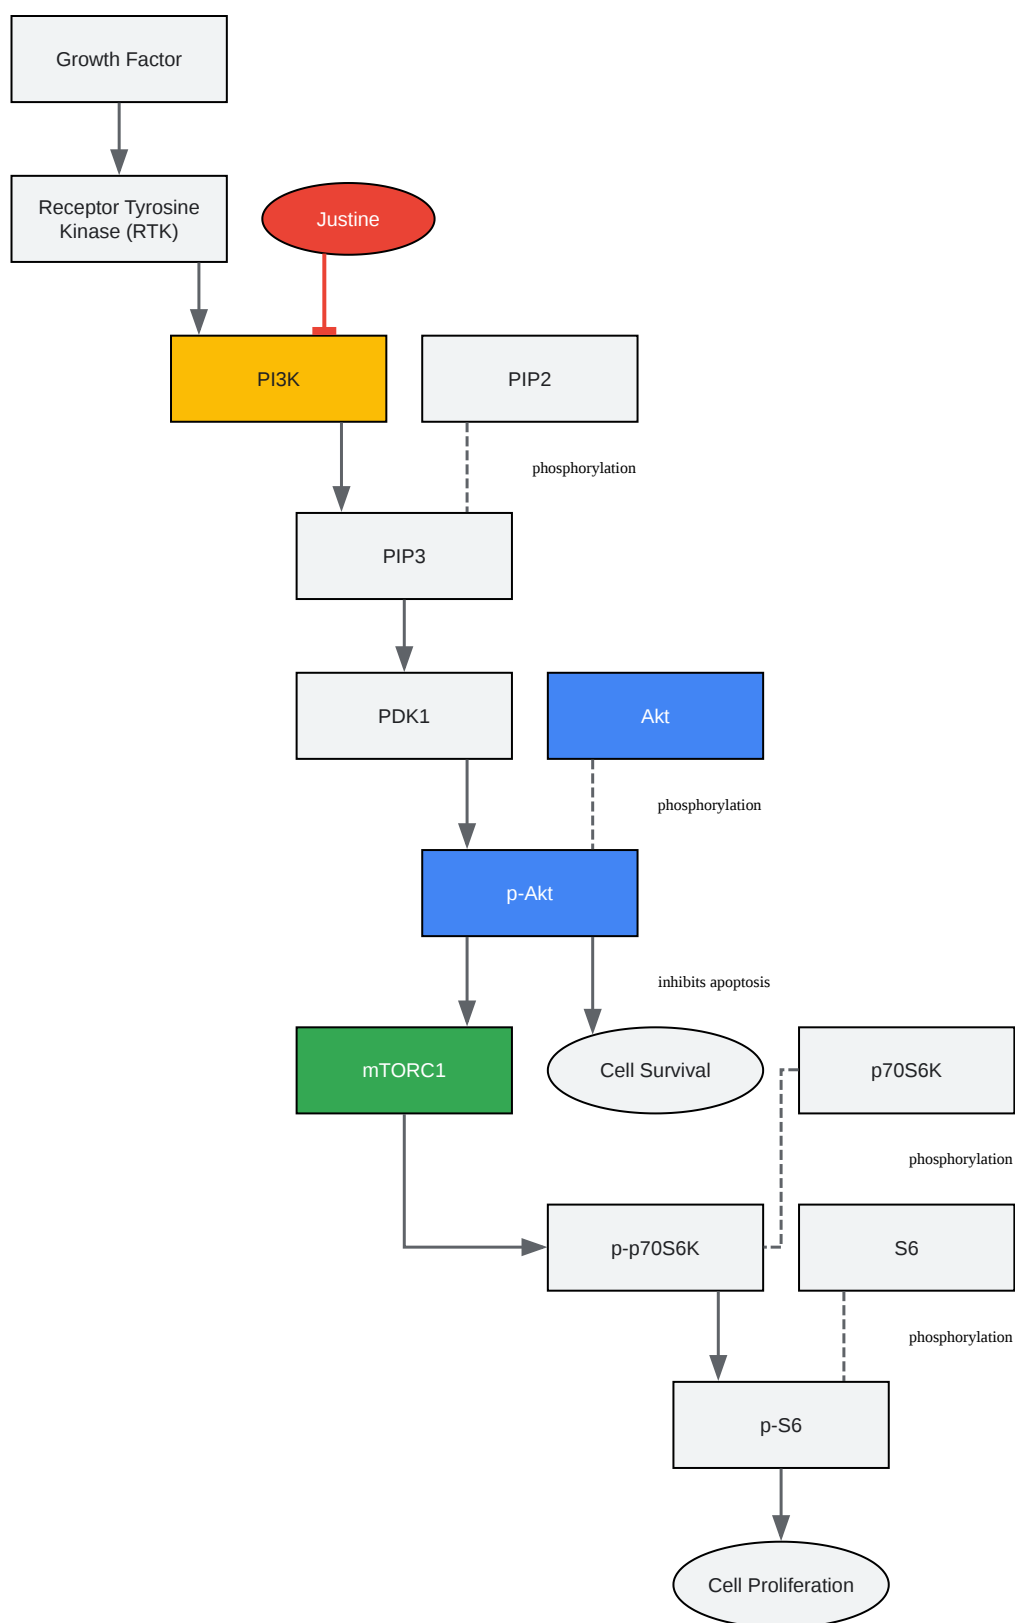 Growth Factor
Receptor Tyrosine
Kinase (RTK)
Justine
PI3K
PIP2
phosphorylation
PIP3
PDK1
Akt
phosphorylation
p-Akt
inhibits apoptosis
mTORC1
Cell Survival
p70S6K
phosphorylation
p-p70S6K
S6
phosphorylation
p-S6
Cell Proliferation